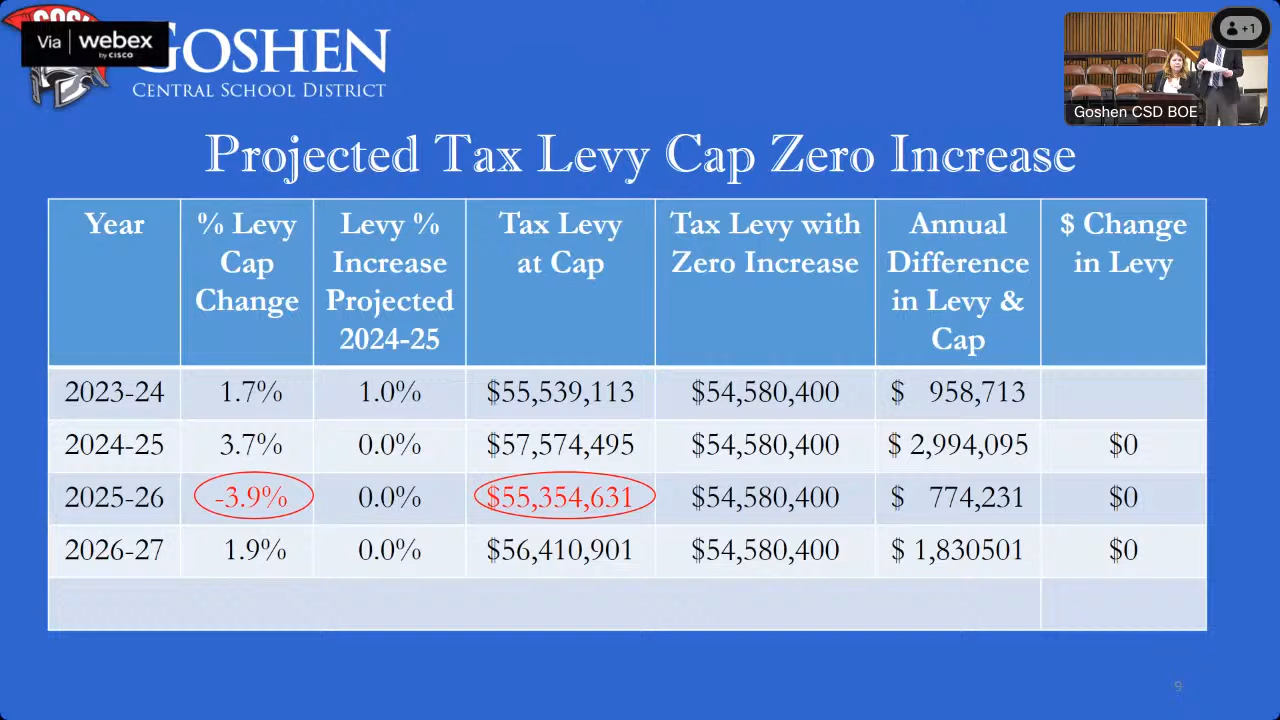 GOSH
Via webex
by CISCO
GOSHEN
CENTRAL SCHOOL DISTRICT
+1
Goshen CSD BOE
Projected Tax Levy Cap Zero Increase
Year % Levy Cap Change Levy % Increase Projected 2024-25 Tax Levy at Cap Tax Levy with Zero Increase Annual Difference in Levy & Cap $ Change in Levy
2023-24 1.7% 1.0% $55,539,113 $54,580,400 $ 958,713
2024-25 3.7% 0.0% $57,574,495 $54,580,400 $ 2,994,095 $0
2025-26 -3.9% 0.0% $55,354,631 $54,580,400 $ 774,231 $0
2026-27 1.9% 0.0% $56,410,901 $54,580,400 $ 1,830501 $0
9